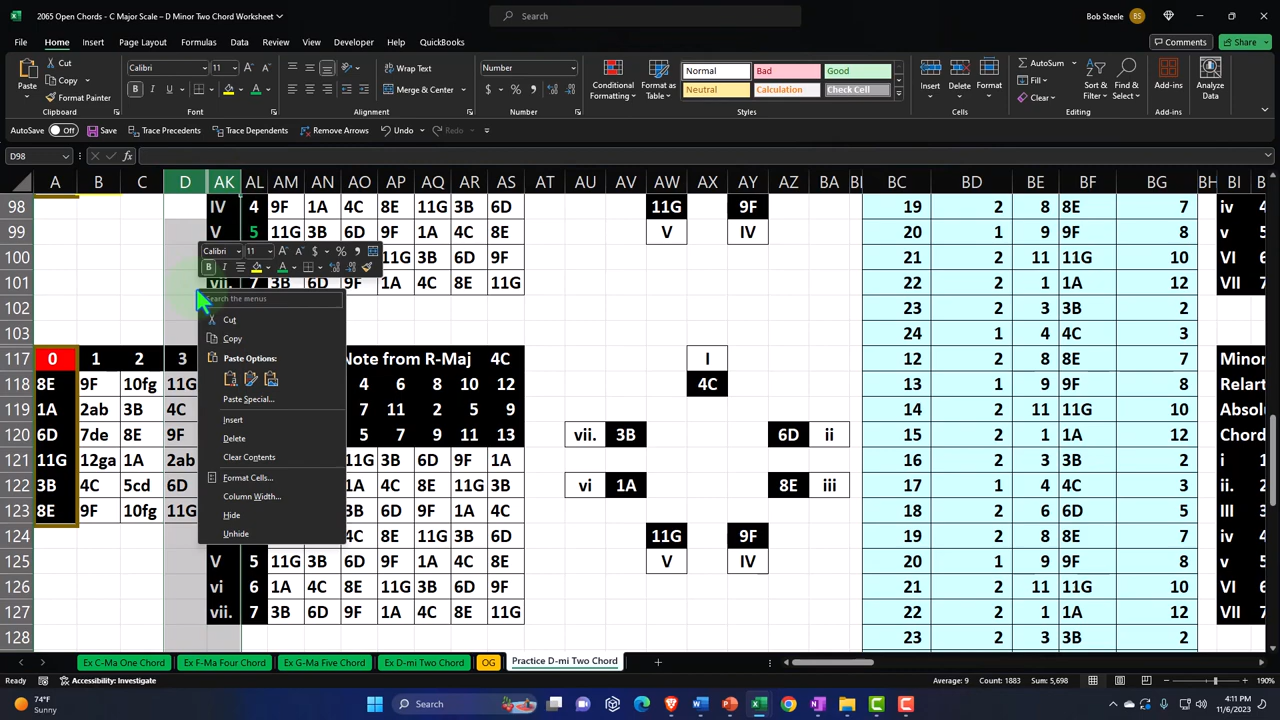 2065 Open Chords - C Major Scale – D Minor Two Chord Worksheet
Search
Bob Steele BS
File Home Insert Page Layout Formulas Data Review View Developer Help QuickBooks Comments Share
Paste Cut Copy Format Painter Clipboard
Calibri 11 B I U Font
Wrap Text Merge & Center Alignment
Number $ % Number
Conditional Formatting Format as Table Normal Bad Good Neutral Calculation Check Cell Styles
Insert Delete Format Cells
AutoSum Fill Clear Sort & Filter Find & Select Editing
Add-ins Add-ins Analyze Data
AutoSave Off Save Trace Precedents Trace Dependents Remove Arrows Undo Redo
D98 fx
A B C D AK AL AM AN AO AP AQ AR AS AT AU AV AW AX AY AZ BA BC BD BE BF BG BH BI
98 IV 4 9F 1A 4C 8E 11G 3B 6D 11G 9F 19 2 8 8E 7 iv 4
99 V 5 11G 3B 6D 9F 1A 4C 8E V IV 20 1 9 9F 8 v 5
Calibri 11 $ %
100 11G 3B 6D 9F 21 2 11 11G 10 VI 6
B I
101 vii. 7 3B 6D 9F 1A 4C 8E 11G 22 2 1 1A 12 VII 7
Search the menus
102 23 2 3 3B 2
103 24 1 4 4C 3
Cut
Copy
Paste Options:
Paste Special...
Insert
Delete
Clear Contents
Format Cells...
Column Width...
Hide
Unhide
117 0 1 2 3 Note from R-Maj 4C I 12 2 8 8E 7 Minor
118 8E 9F 10fg 11G 4 6 8 10 12 4C 13 1 9 9F 8 Relart
119 1A 2ab 3B 4C 7 11 2 5 9 14 2 11 11G 10 Absol
120 6D 7de 8E 9F 5 7 9 11 13 vii. 3B 6D ii 15 2 1 1A 12 Chord
121 11G 12ga 1A 2ab 11G 3B 6D 9F 1A 16 2 3 3B 2 i 1
122 3B 4C 5cd 6D 1A 4C 8E 11G 3B vi 1A 8E iii 17 1 4 4C 3 ii. 2
123 8E 9F 10fg 11G 3B 6D 9F 1A 4C 18 2 6 6D 5 III 3
124 4C 8E 11G 3B 6D 11G 9F 19 2 8 8E 7 iv 4
125 V 5 11G 3B 6D 9F 1A 4C 8E V IV 20 1 9 9F 8 v 5
126 vi 6 1A 4C 8E 11G 3B 6D 9F 21 2 11 11G 10 VI 6
127 vii. 7 3B 6D 9F 1A 4C 8E 11G 22 2 1 1A 12 VII 7
128 23 2 3 3B 2
Ex C-Ma One Chord Ex F-Ma Four Chord Ex G-Ma Five Chord Ex D-mi Two Chord OG Practice D-mi Two Chord
Ready Accessibility: Investigate Average: 9 Count: 1883 Sum: 5,698 190%
74°F Sunny Search 4:11 PM 11/6/2023